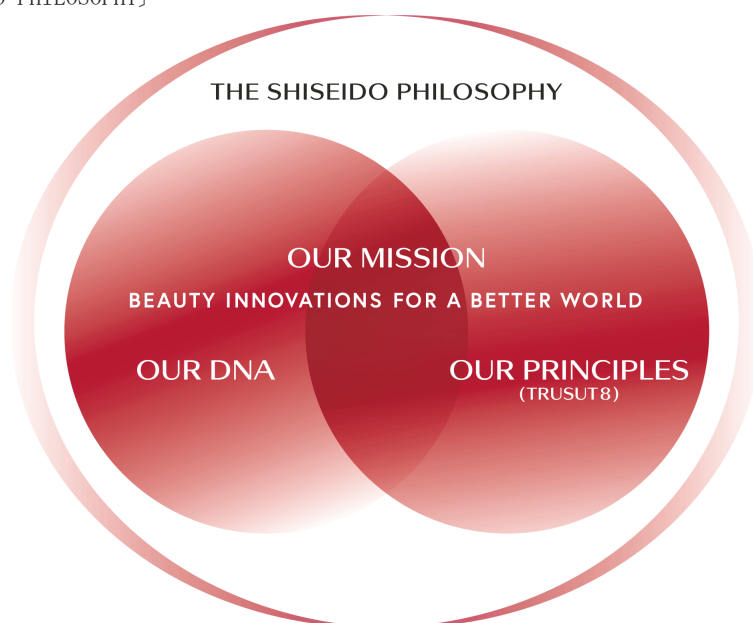 THE SHISEIDO PHILOSOPHY
OUR MISSION
BEAUTY INNOVATIONS FOR A BETTER WORLD
OUR DNA
OUR PRINCIPLES
(TRUSUT8)